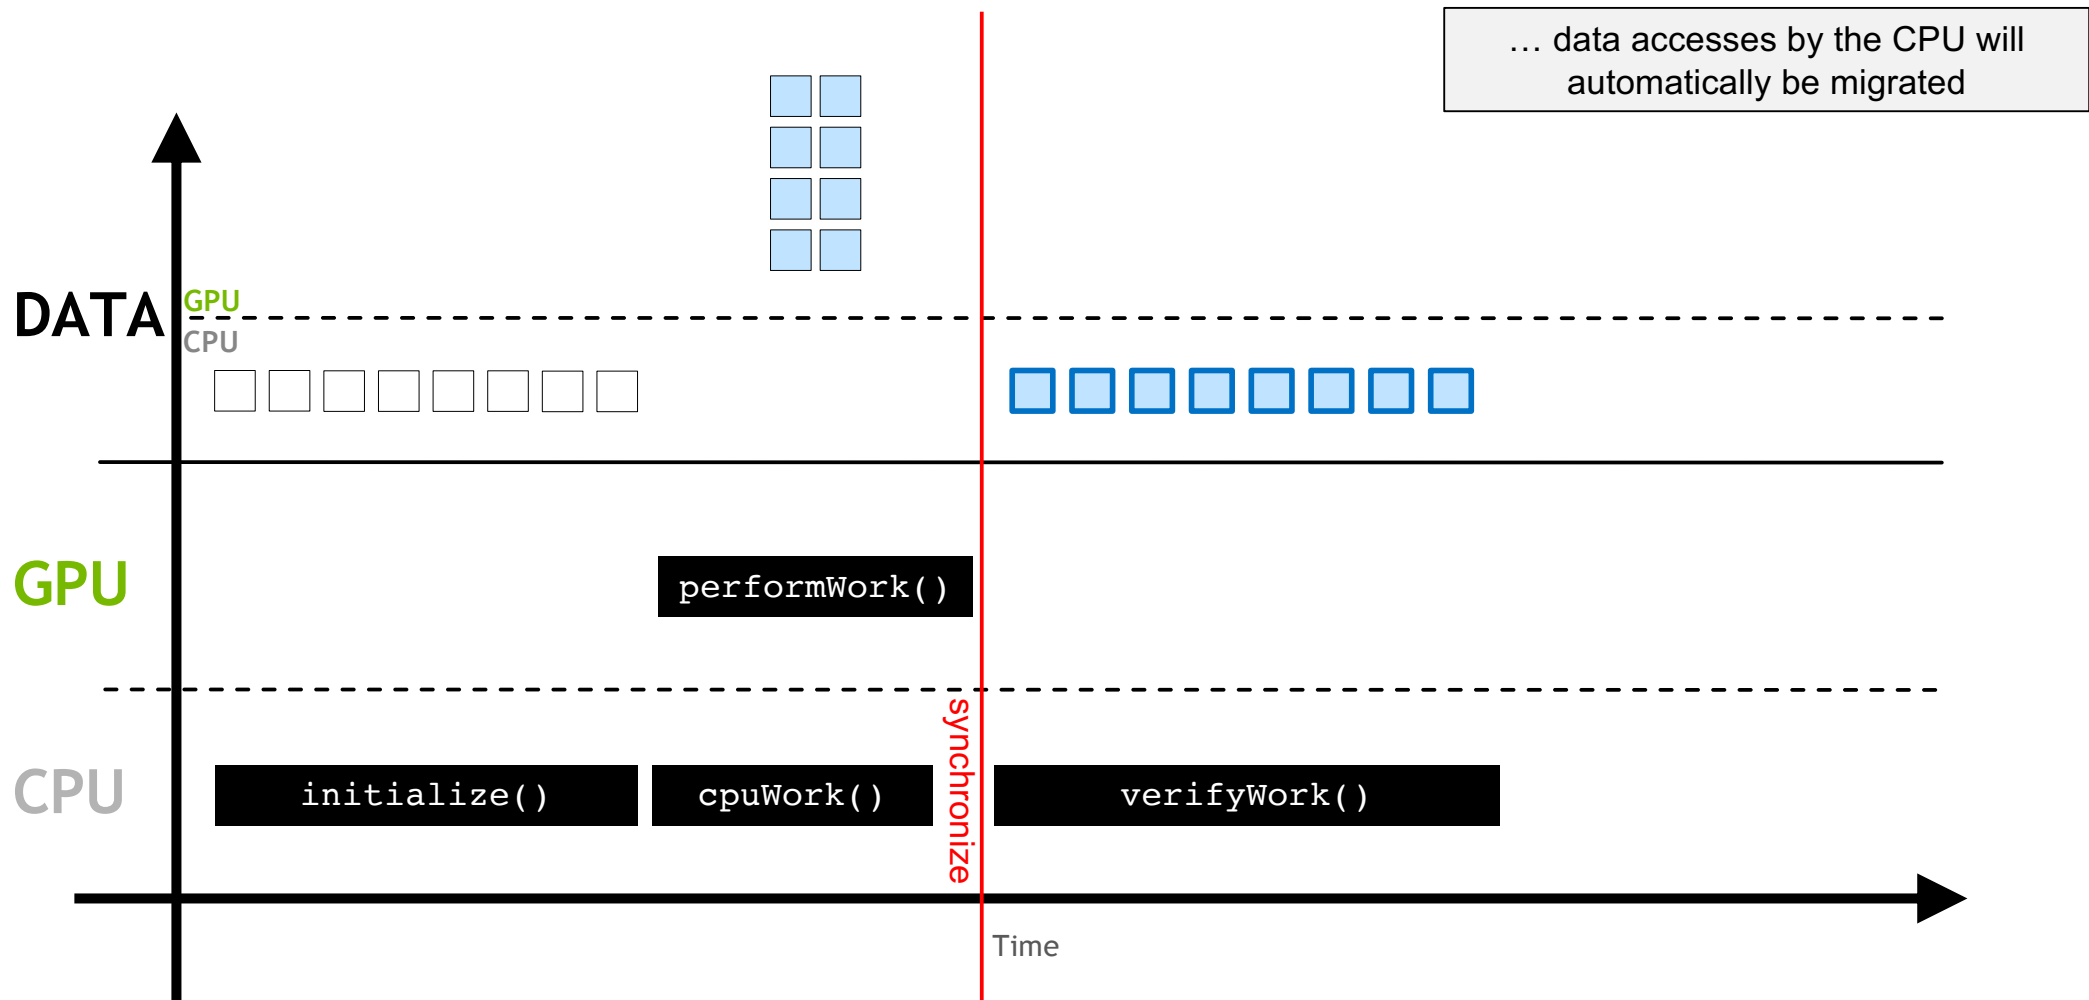 … data accesses by the CPU will
automatically be migrated
DATA
GPU
CPU
GPU
performWork()
synchronize
CPU
initialize()
cpuWork()
verifyWork()
Time